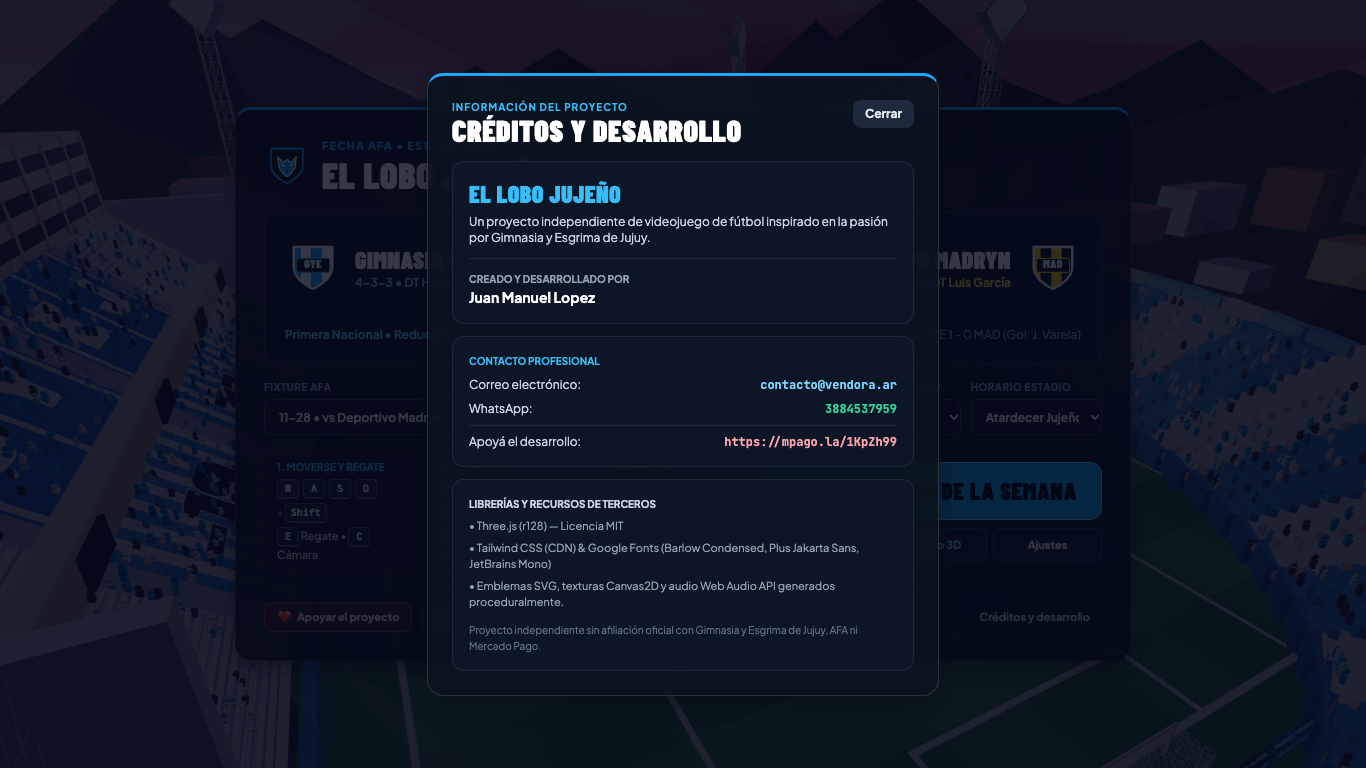 INFORMACIÓN DEL PROYECTO
CRÉDITOS Y DESARROLLO
Cerrar
EL LOBO JUJEÑO
Un proyecto independiente de videojuego de fútbol inspirado en la pasión
por Gimnasia y Esgrima de Jujuy.
CREADO Y DESARROLLADO POR
Juan Manuel Lopez
CONTACTO PROFESIONAL
Correo electrónico: contacto@vendora.ar
WhatsApp: 3884537959
Apoyá el desarrollo: https://mpago.la/1KpZh99
LIBRERÍAS Y RECURSOS DE TERCEROS
• Three.js (r128) — Licencia MIT
• Tailwind CSS (CDN) & Google Fonts (Barlow Condensed, Plus Jakarta Sans,
JetBrains Mono)
• Emblemas SVG, texturas Canvas2D y audio Web Audio API generados
proceduralmente.
Proyecto independiente sin afiliación oficial con Gimnasia y Esgrima de Jujuy, AFA ni
Mercado Pago.
FECHA AFA •
EL LOBO
GYE
4-3-3 •
MADRYN
DT Luis García
MAD
Primera Nacional •
1 - 0 MAD (Gol: J. Varela)
FIXTURE AFA
11-28 • vs Deportivo
HORARIO ESTADIO
Atardecer
1. MOVERSE Y REGATE
W A S D
+ Shift
E Regate • C
Cámara
DE LA SEMANA
3D
Ajustes
Apoyar el proyecto
Créditos y desarrollo